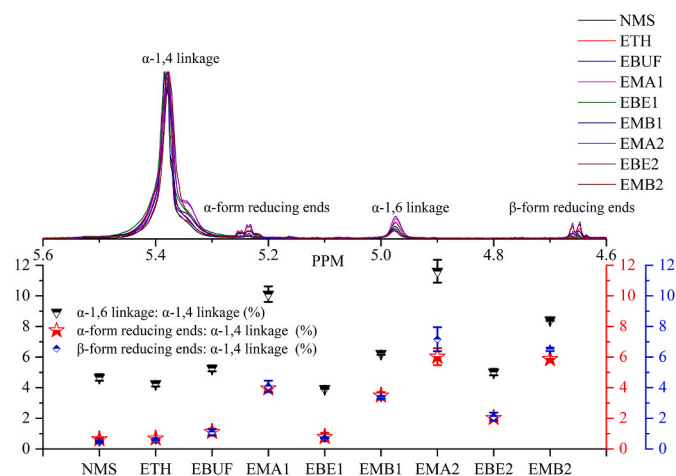 NMS
ETH
EBUF
EMA1
EBE1
EMB1
EMA2
EBE2
EMB2
α-1,4 linkage
α-form reducing ends
α-1,6 linkage
β-form reducing ends
5.6 5.4 5.2 5.0 4.8 4.6
PPM
12 12 12
10 10 10
8 8 8
6 6 6
4 4 4
2 2 2
0 0 0
α-1,6 linkage: α-1,4 linkage (%)
α-form reducing ends: α-1,4 linkage (%)
β-form reducing ends: α-1,4 linkage (%)
NMS ETH EBUF EMA1 EBE1 EMB1 EMA2 EBE2 EMB2